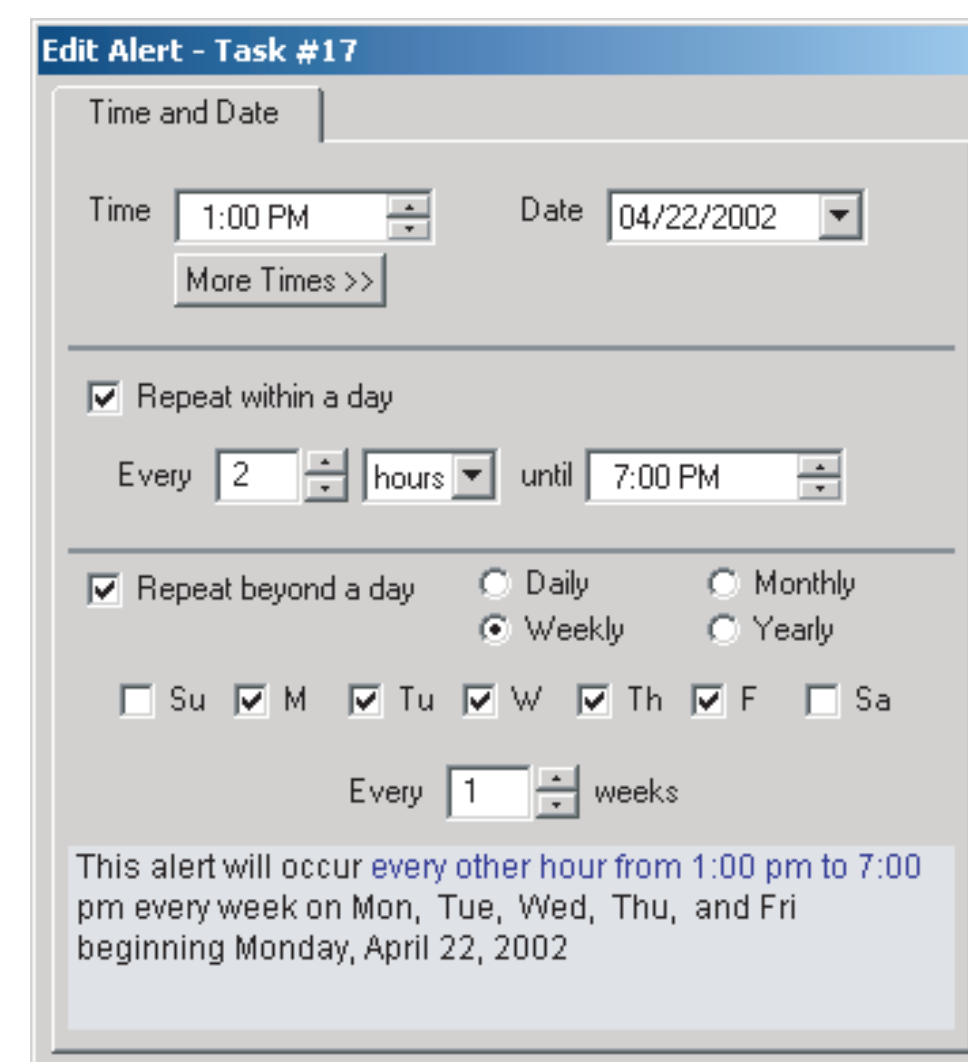 Edit Alert - Task #17
Time and Date
Time 1:00 PM Date 04/22/2002
More Times >>
Repeat within a day
Every 2 hours until 7:00 PM
Repeat beyond a day Daily Monthly
Weekly Yearly
Su M Tu W Th F Sa
Every 1 weeks
This alert will occur every other hour from 1:00 pm to 7:00
pm every week on Mon, Tue, Wed, Thu, and Fri
beginning Monday, April 22, 2002